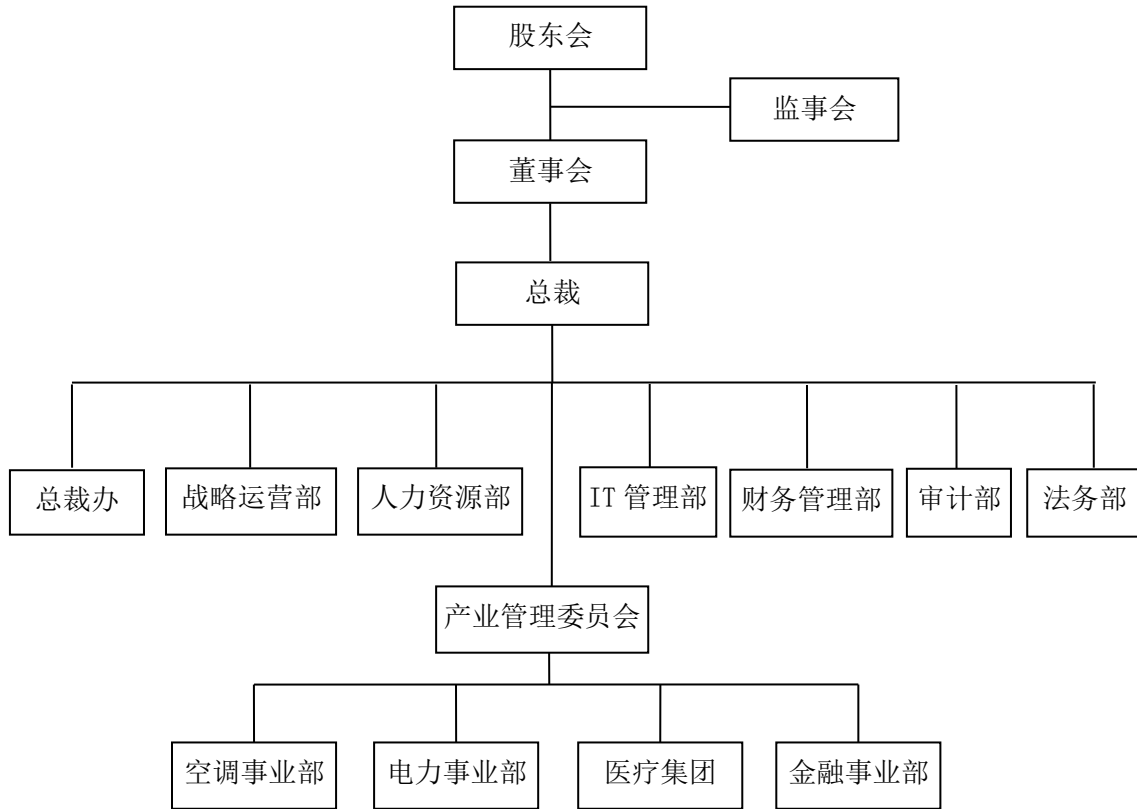 股东会
监事会
董事会
总裁
总裁办
战略运营部
人力资源部
IT 管理部
财务管理部
审计部
法务部
产业管理委员会
空调事业部
电力事业部
医疗集团
金融事业部